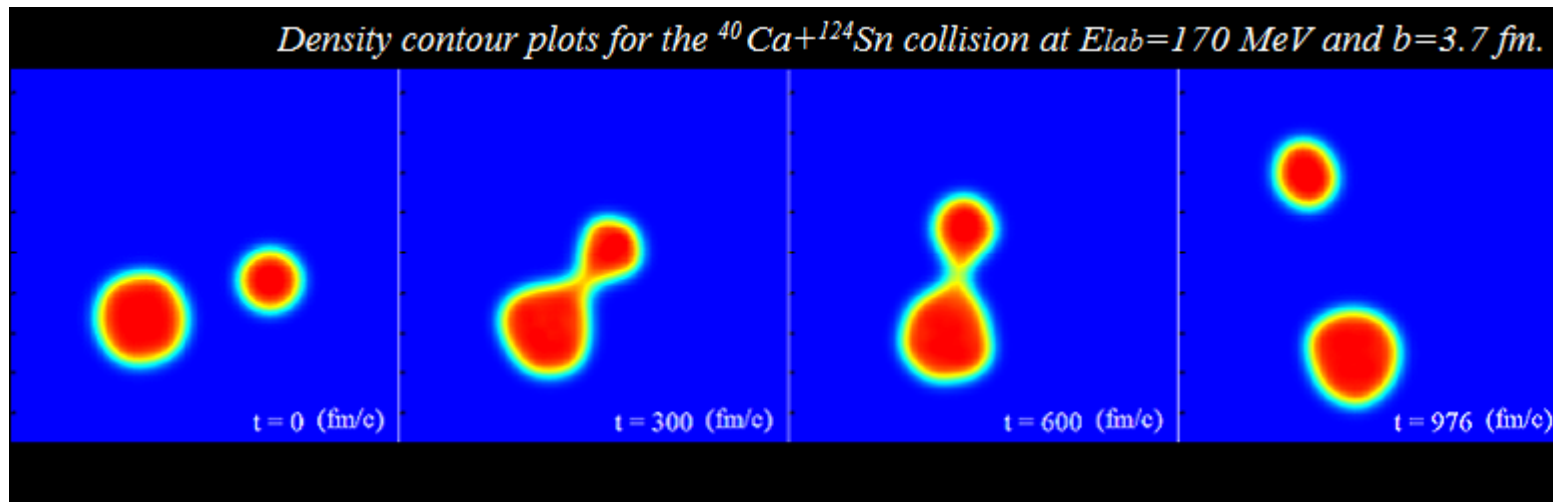 Density contour plots for the ⁴⁰Ca+¹²⁴Sn collision at Elab=170 MeV and b=3.7 fm.
t = 0 (fm/c)
t = 300 (fm/c)
t = 600 (fm/c)
t = 976 (fm/c)